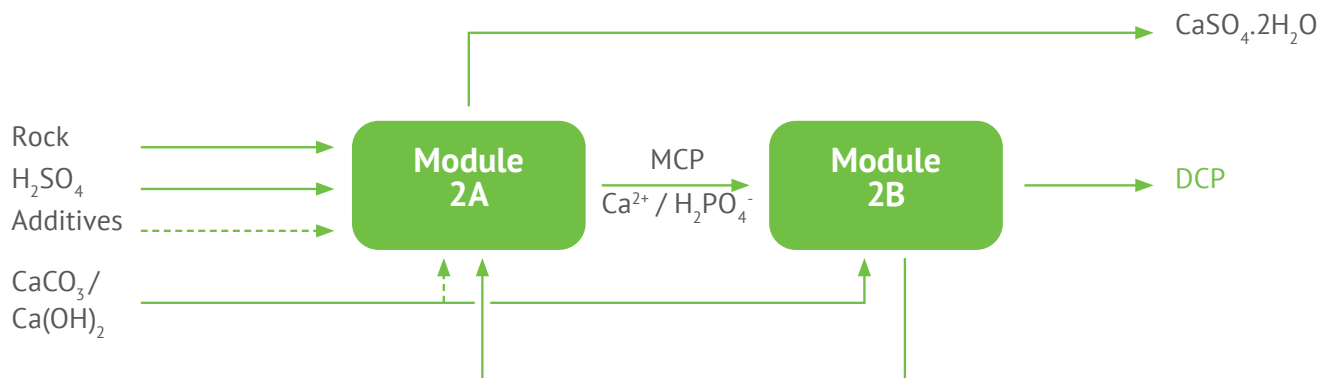 CaSO₄.2H₂O
Rock
H₂SO₄
Additives
CaCO₃/
Ca(OH)₂
Module
2A
MCP
Ca²⁺ / H₂PO₄⁻
Module
2B
DCP